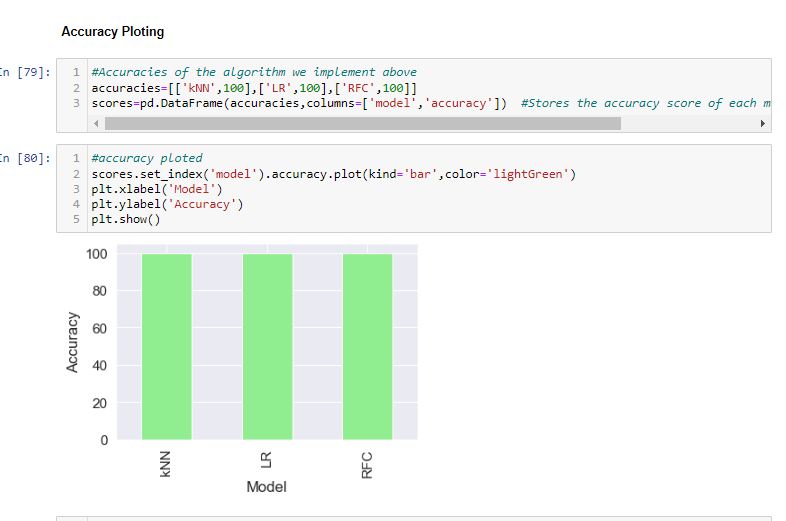 Accuracy Ploting
In [79]:
1 #Accuracies of the algorithm we implement above
2 accuracies=[['kNN',100],['LR',100],['RFC',100]]
3 scores=pd.DataFrame(accuracies,columns=['model','accuracy']) #Stores the accuracy score of each m
In [80]:
1 #accuracy ploted
2 scores.set_index('model').accuracy.plot(kind='bar',color='lightGreen')
3 plt.xlabel('Model')
4 plt.ylabel('Accuracy')
5 plt.show()
100
80
60
40
20
0
Accuracy
kNN
LR
RFC
Model